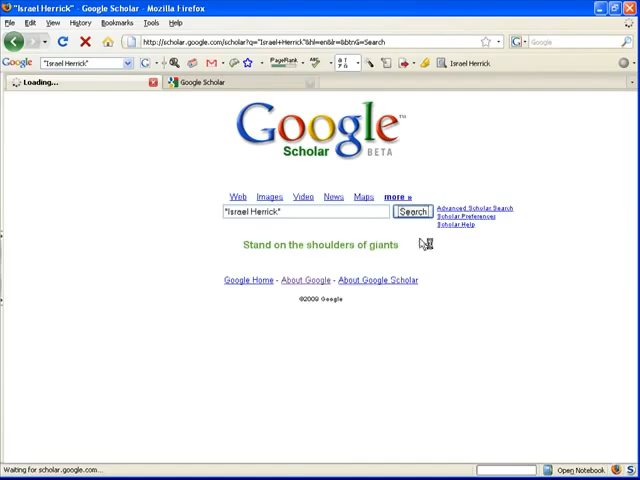 "Israel Herrick" - Google Scholar - Mozilla Firefox
File Edit View History Bookmarks Tools Help
http://scholar.google.com/scholar?q="Israel+Herrick"&hl=en&lr=&btnG=Search
Google
Google "Israel Herrick" PageRank Israel Herrick
Loading... Google Scholar
Google™
Scholar BETA
Web Images Video News Maps more »
"Israel Herrick" Search
Advanced Scholar Search
Scholar Preferences
Scholar Help
Stand on the shoulders of giants
Google Home - About Google - About Google Scholar
©2009 Google
Waiting for scholar.google.com...
Open Notebook